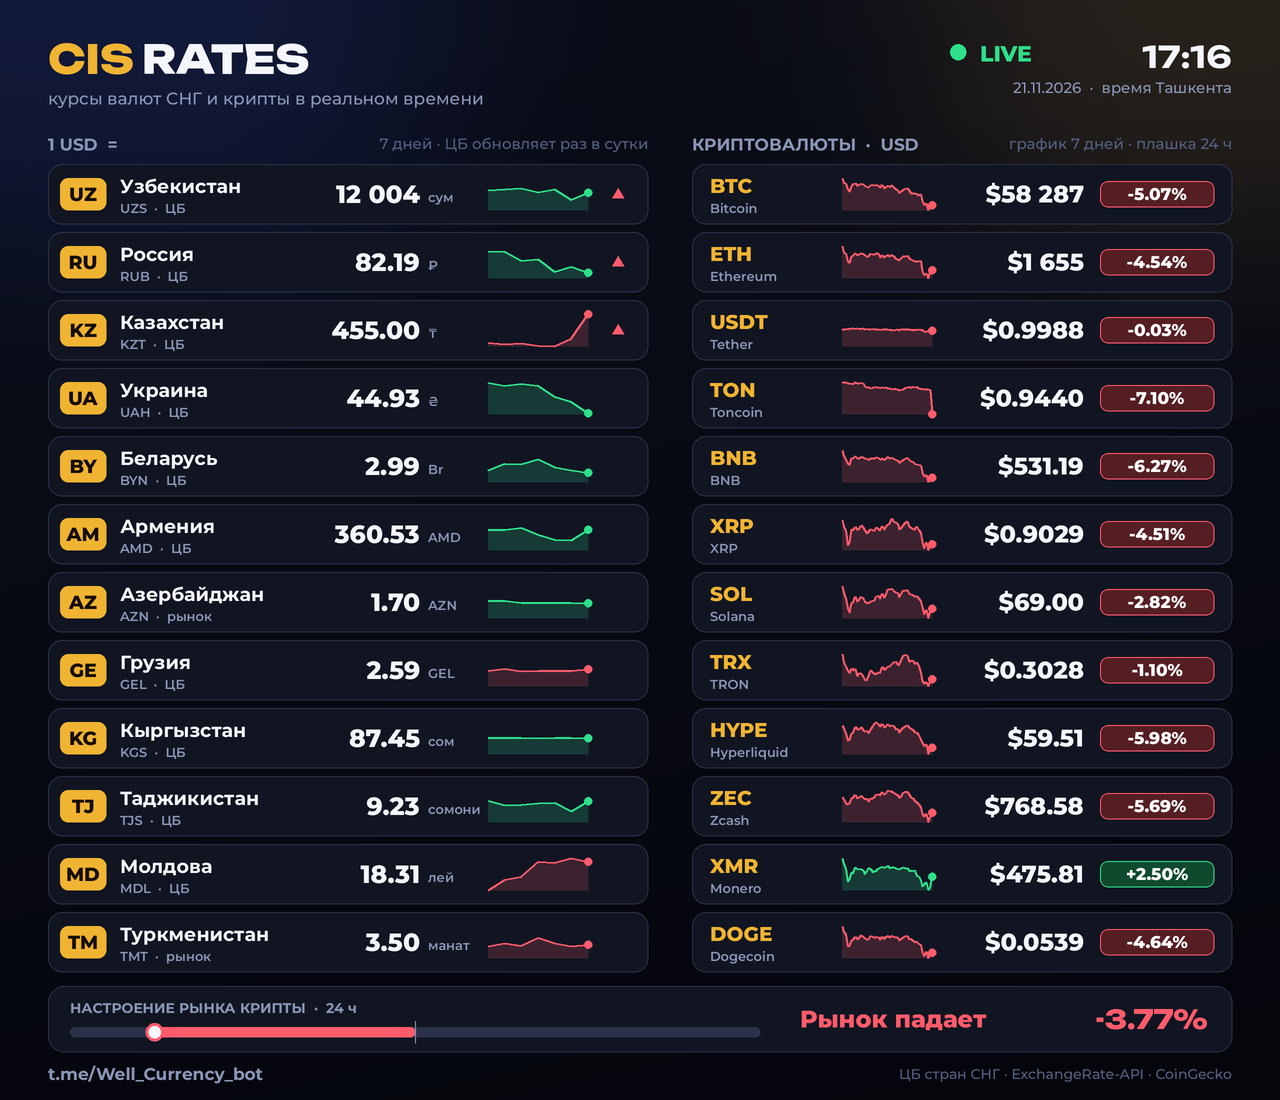 CIS RATES
курсы валют СНГ и крипты в реальном времени
LIVE
17:16
21.11.2026 · время Ташкента
1 USD =
7 дней · ЦБ обновляет раз в сутки
UZ Узбекистан 12 004 сум
UZS · ЦБ
RU Россия 82.19 ₽
RUB · ЦБ
KZ Казахстан 455.00 ₸
KZT · ЦБ
UA Украина 44.93 ₴
UAH · ЦБ
BY Беларусь 2.99 Br
BYN · ЦБ
AM Армения 360.53 AMD
AMD · ЦБ
AZ Азербайджан 1.70 AZN
AZN · рынок
GE Грузия 2.59 GEL
GEL · ЦБ
KG Кыргызстан 87.45 сом
KGS · ЦБ
TJ Таджикистан 9.23 сомони
TJS · ЦБ
MD Молдова 18.31 лей
MDL · ЦБ
TM Туркменистан 3.50 манат
TMT · рынок
КРИПТОВАЛЮТЫ · USD
график 7 дней · плашка 24 ч
BTC $58 287 -5.07%
Bitcoin
ETH $1 655 -4.54%
Ethereum
USDT $0.9988 -0.03%
Tether
TON $0.9440 -7.10%
Toncoin
BNB $531.19 -6.27%
BNB
XRP $0.9029 -4.51%
XRP
SOL $69.00 -2.82%
Solana
TRX $0.3028 -1.10%
TRON
HYPE $59.51 -5.98%
Hyperliquid
ZEC $768.58 -5.69%
Zcash
XMR $475.81 +2.50%
Monero
DOGE $0.0539 -4.64%
Dogecoin
НАСТРОЕНИЕ РЫНКА КРИПТЫ · 24 ч
Рынок падает -3.77%
t.me/Well_Currency_bot
ЦБ стран СНГ · ExchangeRate-API · CoinGecko